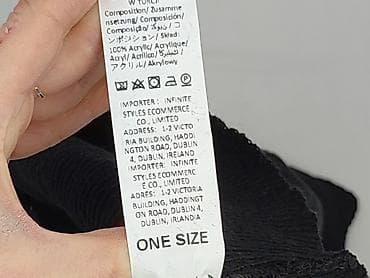 W TURCJI
Composition/ Zusamme
nsetzung/ Composición/
Composição/ / コ
ンポジション/ Skład:
100% Acrylic/ Acrylique/
Acryl/ Acrílico/
アクリル/ Akrylowy
IMPORTER: INFINITE
STYLES ECOMMERCE
CO., LIMITED
ADDRESS: 1-2 VICTO
RIA BUILDING, HADDI
NGTON ROAD, DUBLIN
4, DUBLIN, IRELAND
IMPORTER: INFINITE
STYLES ECOMMERC
E CO., LIMITED
ADRES: 1-2 VICTORIA
BUILDING, HADDINGT
ON ROAD, DUBLIN 4,
DUBLIN, IRLANDIA
ONE SIZE